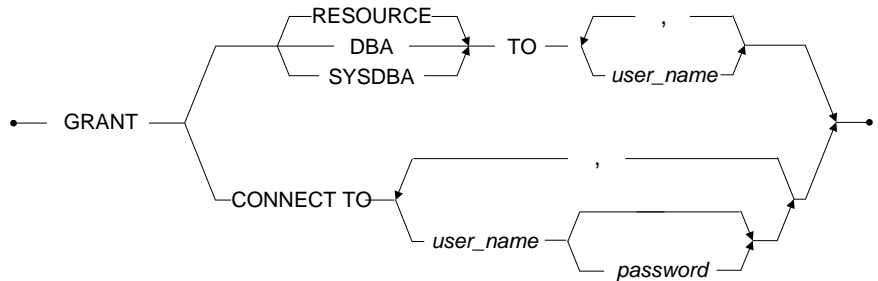 RESOURCE
DBA TO ,
SYSDBA user_name
GRANT
,
CONNECT TO
user_name
password